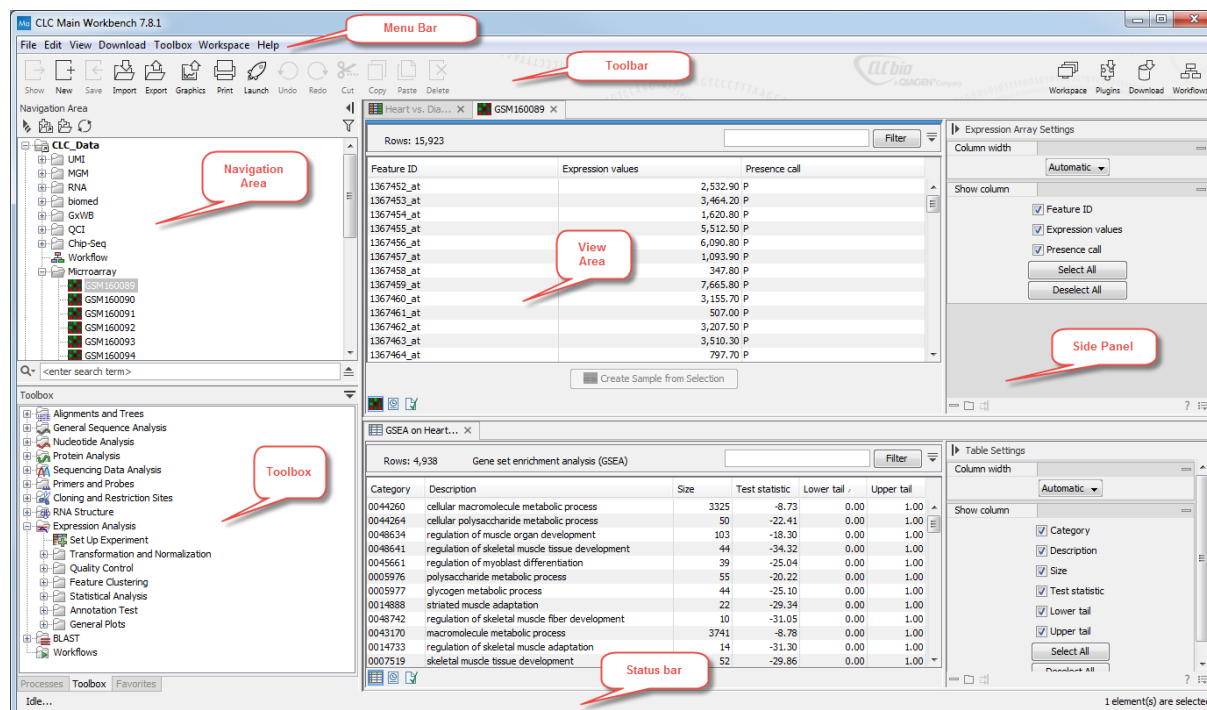 CLC Main Workbench 7.8.1
Menu Bar
File Edit View Download Toolbox Workspace Help
Toolbar
CLCbio
A QIAGEN Company
Show New Save Import Export Graphics Print Launch Undo Redo Cut Copy Paste Delete
Workspace Plugins Download Workflows
Navigation Area
CLC_Data
UMI
MGM
RNA
biomed
GxWB
QCI
Chip-Seq
Workflow
Micrroarray
GSM160089
GSM160090
GSM160091
GSM160092
GSM160093
GSM160094
Navigation
Area
<enter search term>
Toolbox
Alignments and Trees
General Sequence Analysis
Nucleotide Analysis
Protein Analysis
Sequencing Data Analysis
Primers and Probes
Cloning and Restriction Sites
RNA Structure
Expression Analysis
Set Up Experiment
Transformation and Normalization
Quality Control
Feature Clustering
Statistical Analysis
Annotation Test
General Plots
BLAST
Workflows
Toolbox
Processes Toolbox Favorites
Idle...
Heart vs. Dia... GSM160089
Rows: 15,923 Filter
Feature ID Expression values Presence call
1367452_at 2,532.90 P
1367453_at 3,464.20 P
1367454_at 1,620.80 P
1367455_at 5,512.50 P
1367456_at 6,090.80 P
1367457_at 1,093.90 P
1367458_at 347.80 P
1367459_at 7,665.80 P
1367460_at 3,155.70 P
1367461_at 507.00 P
1367462_at 3,207.50 P
1367463_at 3,510.30 P
1367464_at 797.70 P
View
Area
Create Sample from Selection
Expression Array Settings
Column width
Automatic
Show column
Feature ID
Expression values
Presence call
Select All
Deselect All
Side Panel
?
GSEA on Heart...
Rows: 4,938 Gene set enrichment analysis (GSEA) Filter
Category Description Size Test statistic Lower tail Upper tail
0044260 cellular macromolecule metabolic process 3325 -8.73 0.00 1.00
0044264 cellular polysaccharide metabolic process 50 -22.41 0.00 1.00
0048634 regulation of muscle organ development 103 -18.30 0.00 1.00
0048641 regulation of skeletal muscle tissue development 44 -34.32 0.00 1.00
0045661 regulation of myoblast differentiation 39 -25.04 0.00 1.00
0005976 polysaccharide metabolic process 55 -20.22 0.00 1.00
0005977 glycogen metabolic process 44 -25.10 0.00 1.00
0014888 striated muscle adaptation 22 -29.34 0.00 1.00
0048742 regulation of skeletal muscle fiber development 10 -31.05 0.00 1.00
0043170 macromolecule metabolic process 3741 -8.78 0.00 1.00
0014733 regulation of skeletal muscle adaptation 14 -31.30 0.00 1.00
0007519 skeletal muscle tissue development 52 -29.86 0.00 1.00
Status bar
Table Settings
Column width
Automatic
Show column
Category
Description
Size
Test statistic
Lower tail
Upper tail
Select All
Deselect All
?
1 element(s) are selected